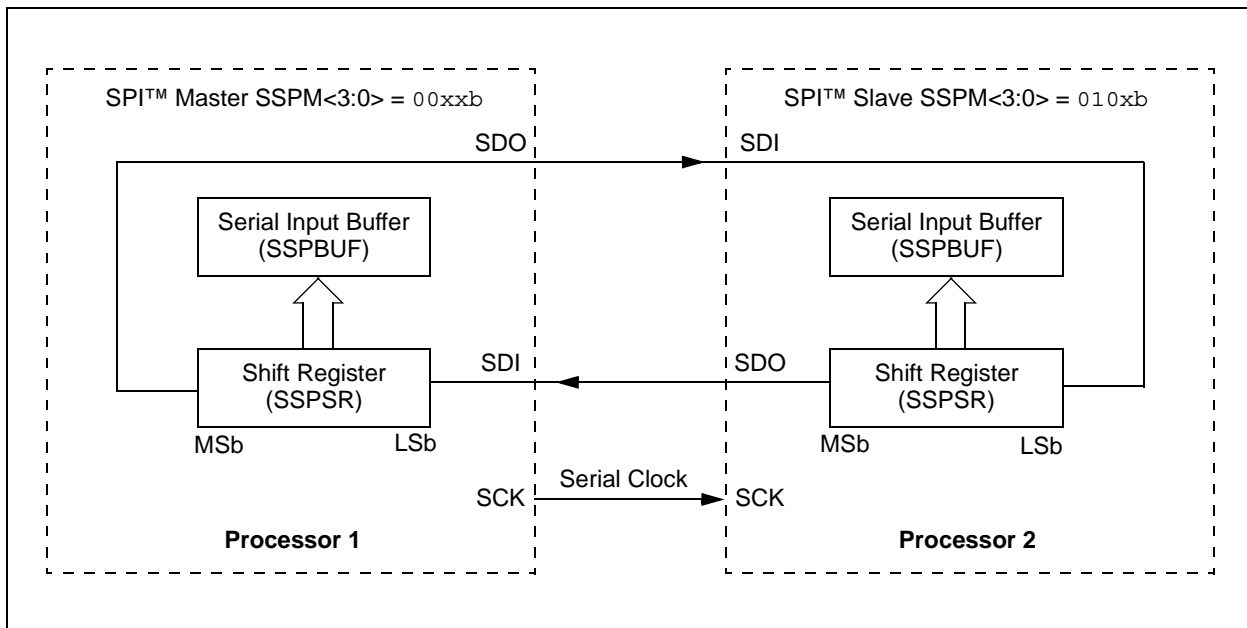 SPI™ Master SSPM<3:0> = 00xxb
SPI™ Slave SSPM<3:0> = 010xb
SDO
SDI
Serial Input Buffer
(SSPBUF)
Serial Input Buffer
(SSPBUF)
Shift Register
(SSPSR)
SDI
SDO
Shift Register
(SSPSR)
MSb
LSb
MSb
LSb
SCK
Serial Clock
SCK
Processor 1
Processor 2